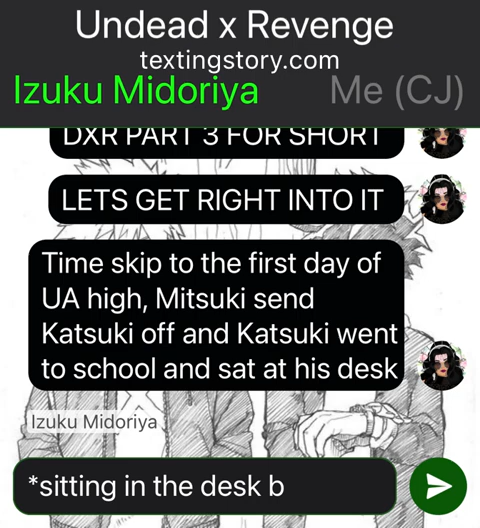 Undead x Revenge
textingstory.com
Izuku Midoriya Me (CJ)
DXR PART 3 FOR SHORT
LETS GET RIGHT INTO IT
Time skip to the first day of
UA high, Mitsuki send
Katsuki off and Katsuki went
to school and sat at his desk
Izuku Midoriya
*sitting in the desk b